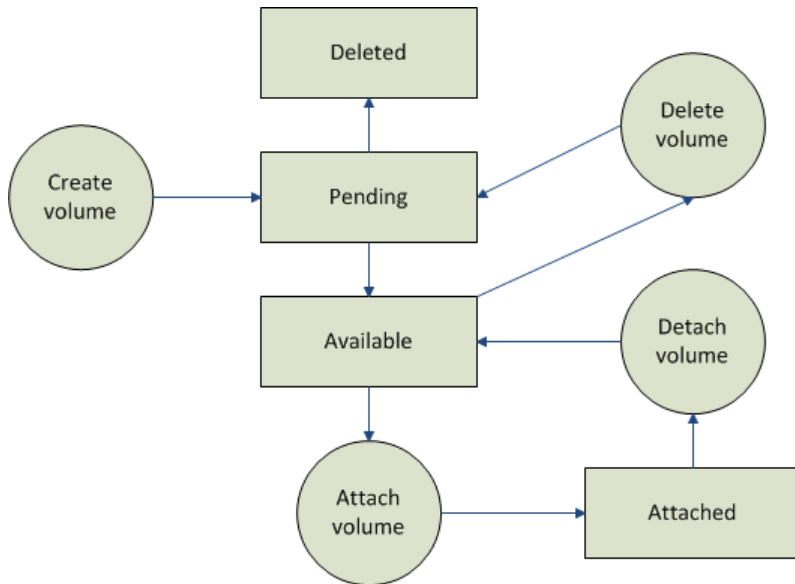 Deleted
Delete
volume
Create
volume
Pending
Available
Detach
volume
Attach
volume
Attached